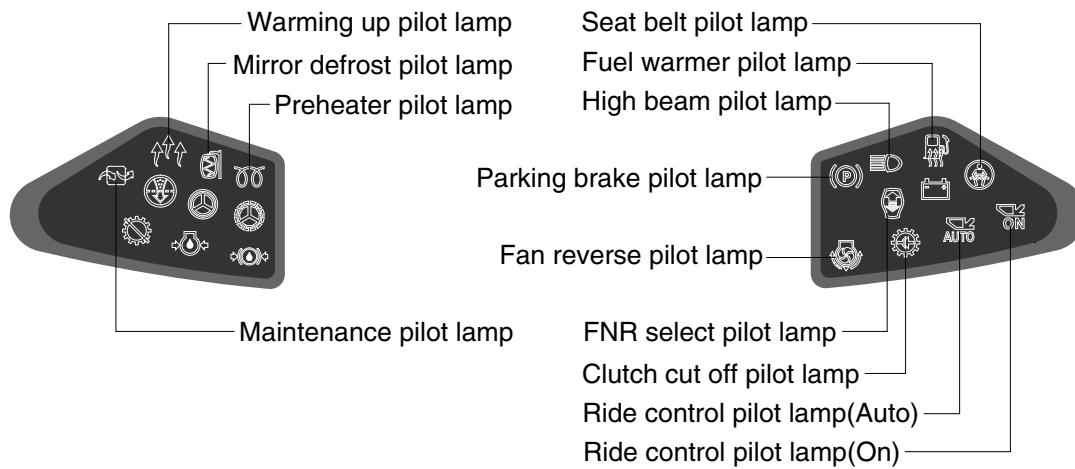 Warming up pilot lamp
Mirror defrost pilot lamp
Preheater pilot lamp
Maintenance pilot lamp
Seat belt pilot lamp
Fuel warmer pilot lamp
High beam pilot lamp
Parking brake pilot lamp
P
ON
AUTO
Fan reverse pilot lamp
FNR select pilot lamp
Clutch cut off pilot lamp
Ride control pilot lamp(Auto)
Ride control pilot lamp(On)